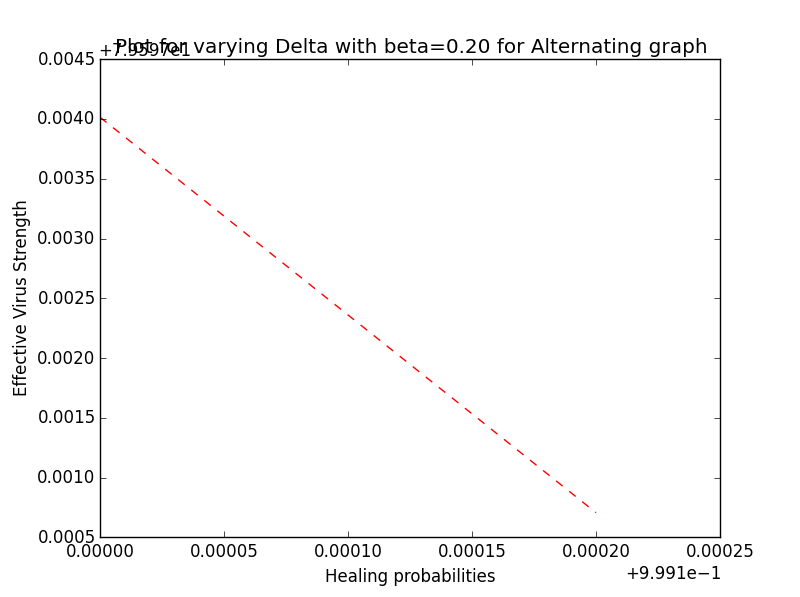 Plot for varying Delta with beta=0.20 for Alternating graph
+7.9597e1
0.0045
0.0040
0.0035
0.0030
0.0025
0.0020
0.0015
0.0010
0.0005
Effective Virus Strength
0.00000 0.00005 0.00010 0.00015 0.00020 0.00025
Healing probabilities
+9.991e−1